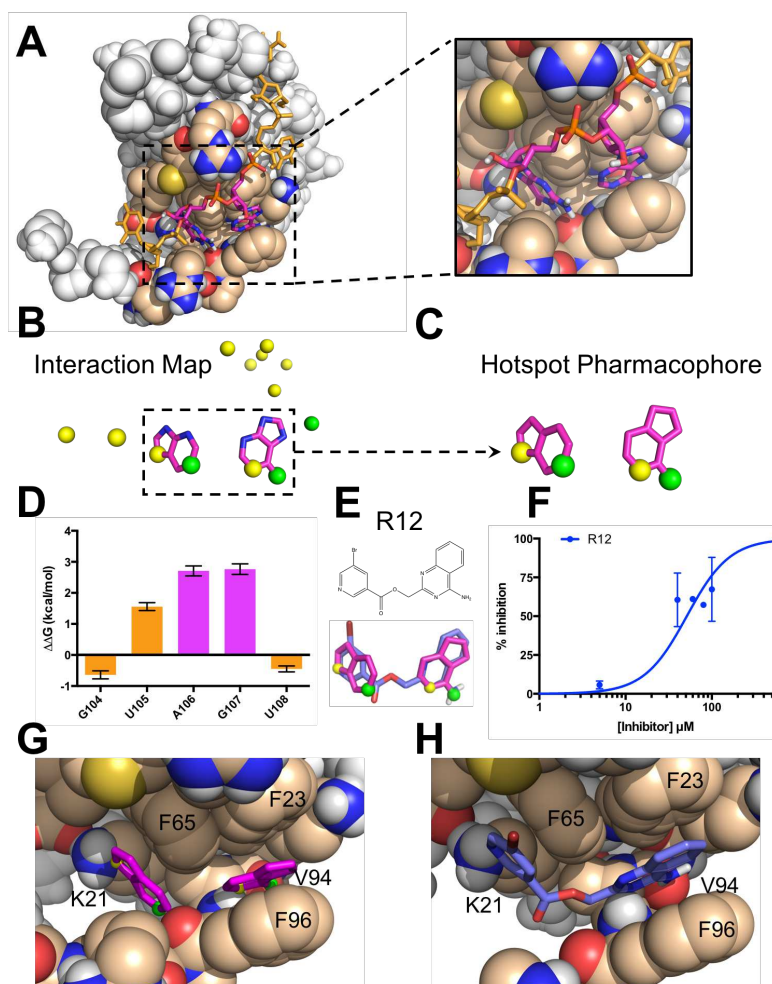 A
B
C
Interaction Map
Hotspot Pharmacophore
D
E
F
R12
4
3
2
1
0
-1
ΔΔG (kcal/mol)
G104
U105
A106
G107
U108
Br
N
O
O
N
N
NH₂
R12
100
75
50
25
0
% inhibition
1
10
100
[Inhibitor] µM
G
H
F23
F65
K21
V94
F96
F23
F65
K21
V94
F96